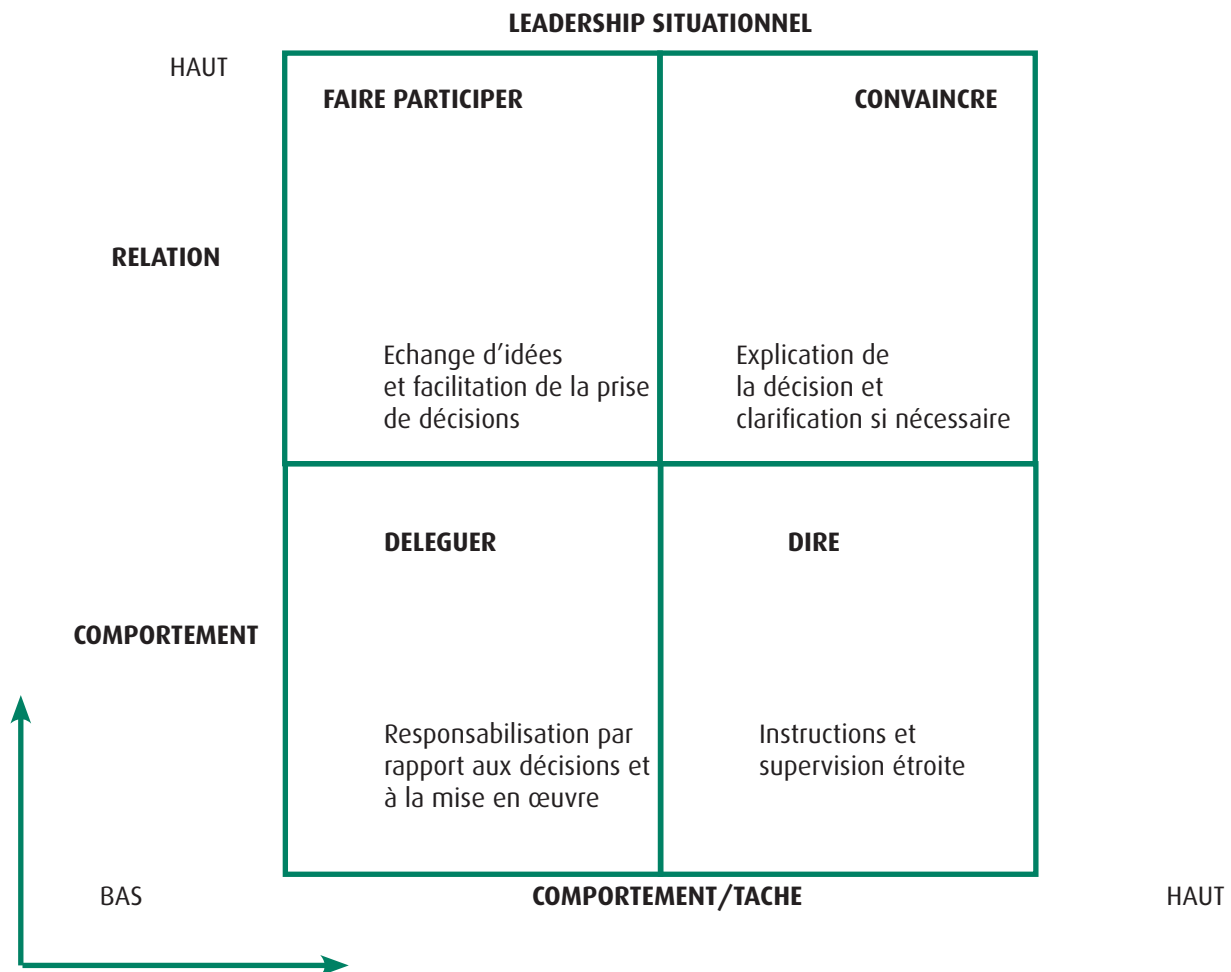 LEADERSHIP SITUATIONNEL
HAUT
FAIRE PARTICIPER
CONVAINCRE
RELATION
Echange d'idées
et facilitation de la prise
de décisions
Explication de
la décision et
clarification si nécessaire
DELEGUER
DIRE
COMPORTEMENT
Responsabilisation par
rapport aux décisions et
à la mise en œuvre
Instructions et
supervision étroite
BAS
COMPORTEMENT/TACHE
HAUT